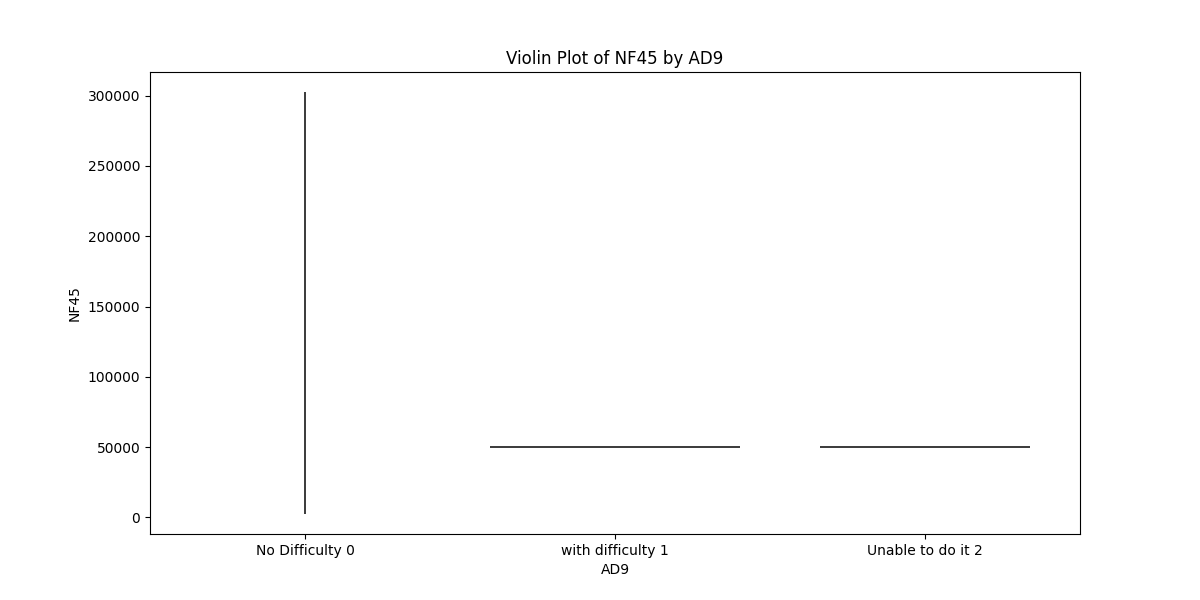 Violin Plot of NF45 by AD9
300000
250000
200000
150000
100000
50000
0
NF45
No Difficulty 0
with difficulty 1
Unable to do it 2
AD9